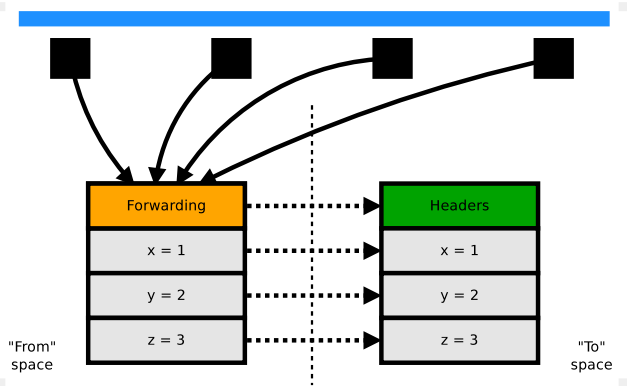 Forwarding
Headers
x = 1
x = 1
y = 2
y = 2
z = 3
z = 3
"From"
space
"To"
space